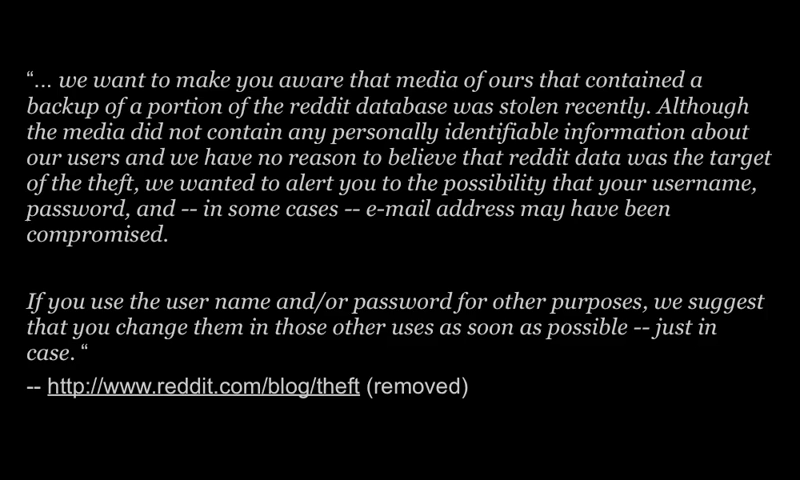 “... we want to make you aware that media of ours that contained a
backup of a portion of the reddit database was stolen recently. Although
the media did not contain any personally identifiable information about
our users and we have no reason to believe that reddit data was the target
of the theft, we wanted to alert you to the possibility that your username,
password, and -- in some cases -- e-mail address may have been
compromised.
If you use the user name and/or password for other purposes, we suggest
that you change them in those other uses as soon as possible -- just in
case. “
-- http://www.reddit.com/blog/theft (removed)